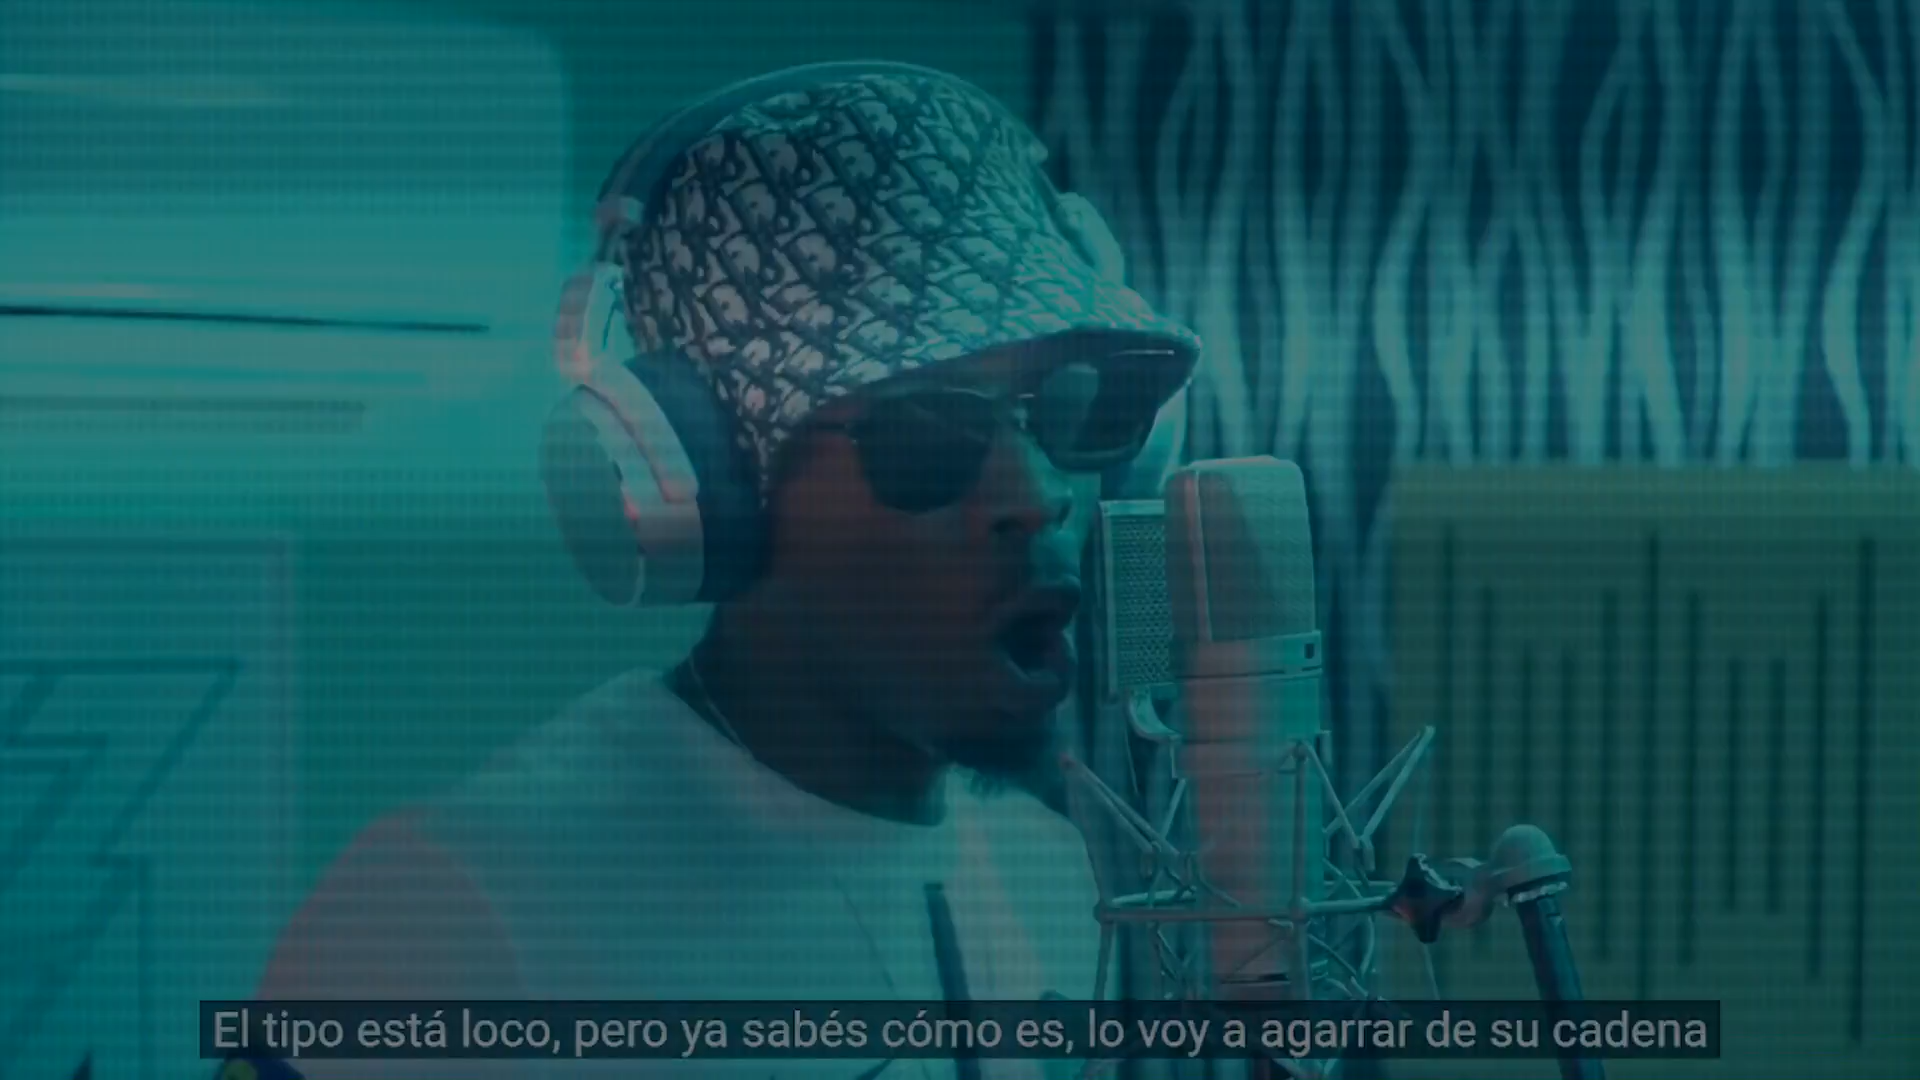 El tipo está loco, pero ya sabés cómo es, lo voy a agarrar de su cadena